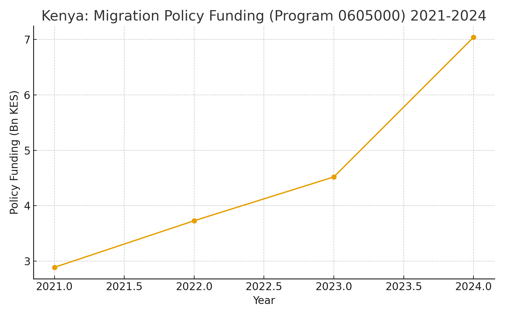 Kenya: Migration Policy Funding (Program 0605000) 2021-2024
Policy Funding (Bn KES)
7
6
5
4
3
2021.0 2021.5 2022.0 2022.5 2023.0 2023.5 2024.0
Year